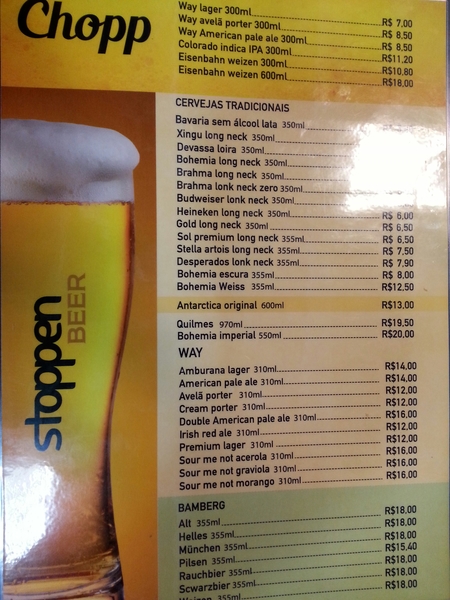 Chopp
Way lager 300ml R$ 7,00
Way avelã porter 300ml R$ 8,50
Way American pale ale 300ml R$ 8,50
Colorado indica IPA 300ml R$11,20
Eisenbahn weizen 300ml R$10,80
Eisenbahn weizen 600ml R$18,00
CERVEJAS TRADICIONAIS
Bavaria sem álcool lata 350ml
Xingu long neck 350ml
Devassa loira 350ml
Bohemia long neck 350ml
Brahma long neck 350ml
Brahma lonk neck zero 350ml
Budweiser lonk neck 350ml
Heineken long neck 350ml R$ 6,00
Gold long neck 350ml R$ 6,50
Sol premium long neck 355ml R$ 6,50
Stella artois long neck 355ml R$ 7,50
Desperados lonk neck 355ml R$ 7,90
Bohemia escura 355ml R$ 8,00
Bohemia Weiss 355ml R$12,50
Antarctica original 600ml R$13,00
Quilmes 970ml R$19,50
Bohemia imperial 550ml R$20,00
WAY
Amburana lager 310ml R$14,00
American pale ale 310ml R$14,00
Avelã porter 310ml R$12,00
Cream porter 310ml R$12,00
Double American pale ale 310ml R$16,00
Irish red ale 310ml R$12,00
Premium lager 310ml R$12,00
Sour me not acerola 310ml R$16,00
Sour me not graviola 310ml R$16,00
Sour me not morango 310ml R$16,00
BAMBERG
Alt 355ml R$18,00
Helles 355ml R$18,00
München 355ml R$18,00
Pilsen 355ml R$15,40
Rauchbier 355ml R$18,00
Scwarzbier 355ml R$18,00
Weizen 355ml R$18,00
stoppen
BEER